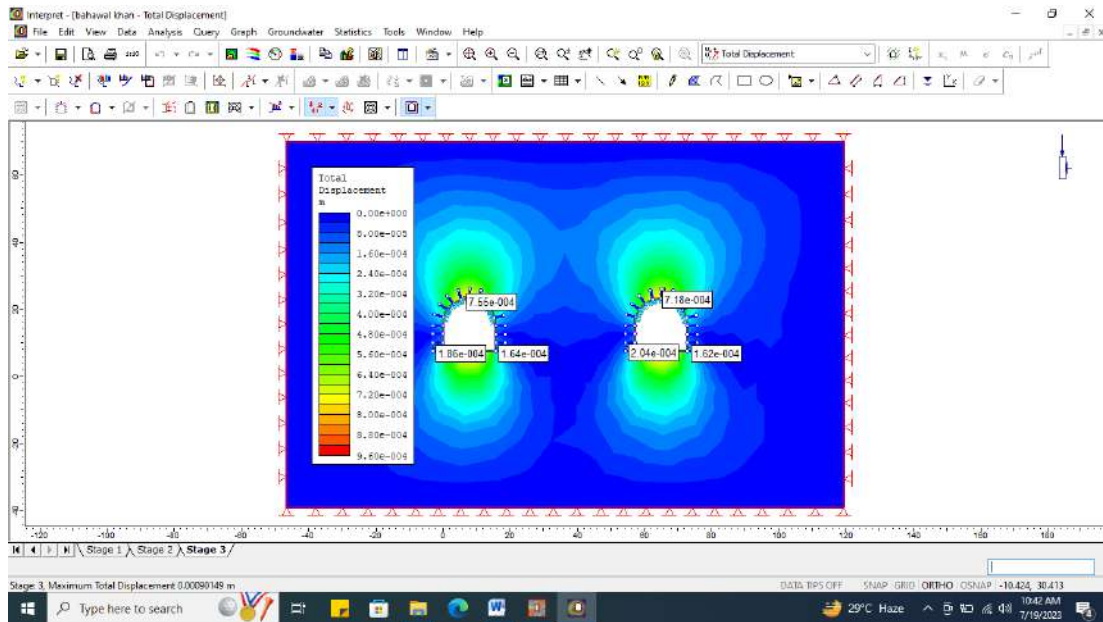 Interpret - [bahawal khan - Total Displacement]
File Edit View Data Analysis Query Graph Groundwater Statistics Tools Window Help
Total Displacement
Total
Displacement
m
0.00e+000
8.00e-005
1.60e-004
2.40e-004
3.20e-004
4.00e-004
4.80e-004
5.60e-004
6.40e-004
7.20e-004
8.00e-004
8.80e-004
9.60e-004
7.55e-004
7.18e-004
1.86e-004
1.64e-004
2.04e-004
1.62e-004
60
40
20
0
-20
-40
-120 -100 -80 -60 -40 -20 0 20 40 60 80 100 120 140 160 180
Stage 1 Stage 2 Stage 3
Stage: 3, Maximum Total Displacement 0.00090149 m
DATA TIPS OFF SNAP GRID ORTHO OSNAP -10.424, 30.413
Type here to search
29°C Haze
10:42 AM
7/19/2023